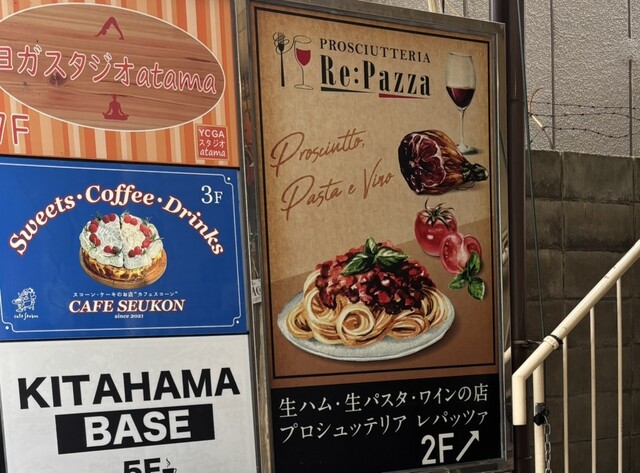 ヨガスタジオatama
7F
YOGA
スタジオ
atama
Sweets・Coffee・Drinks
3F
スコーン・ケーキのお店"カフェスコーン"
CAFE SEUKON
since 2021
cafe Seukon
KITAHAMA
BASE
5F
PROSCIUTTERIA
Re:Pazza
Prosciutto,
Pasta e Vino
生ハム・生パスタ・ワインの店
プロシュッテリア レパッツァ
2F↗